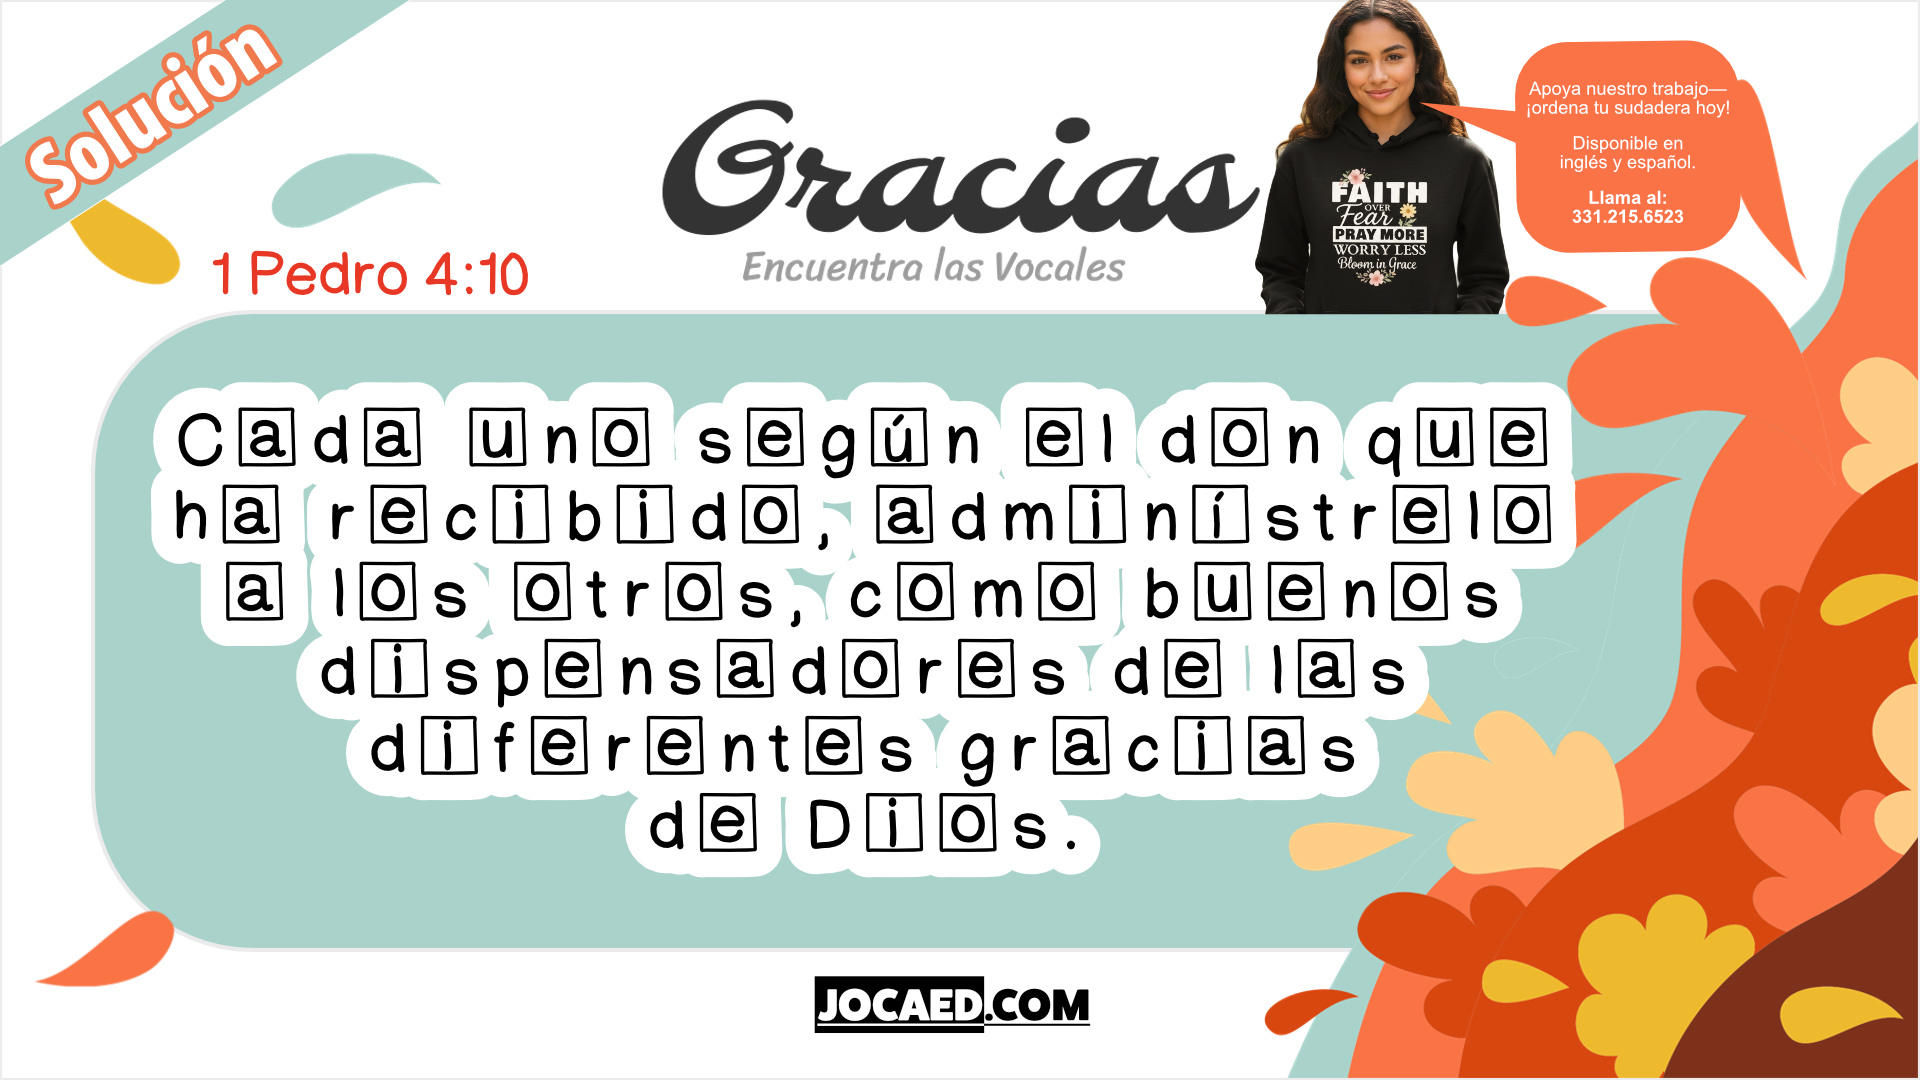 Solución
Gracias
Encuentra las Vocales
1 Pedro 4:10
Apoya nuestro trabajo—
¡ordena tu sudadera hoy!
Disponible en
inglés y español.
Llama al:
331.215.6523
FAITH
OVER
Fear
PRAY MORE
WORRY LESS
Bloom in Grace
Cada uno según el don que
ha recibido, adminístrelo
a los otros, como buenos
dispensadores de las
diferentes gracias
de Dios.
JOCAED.COM